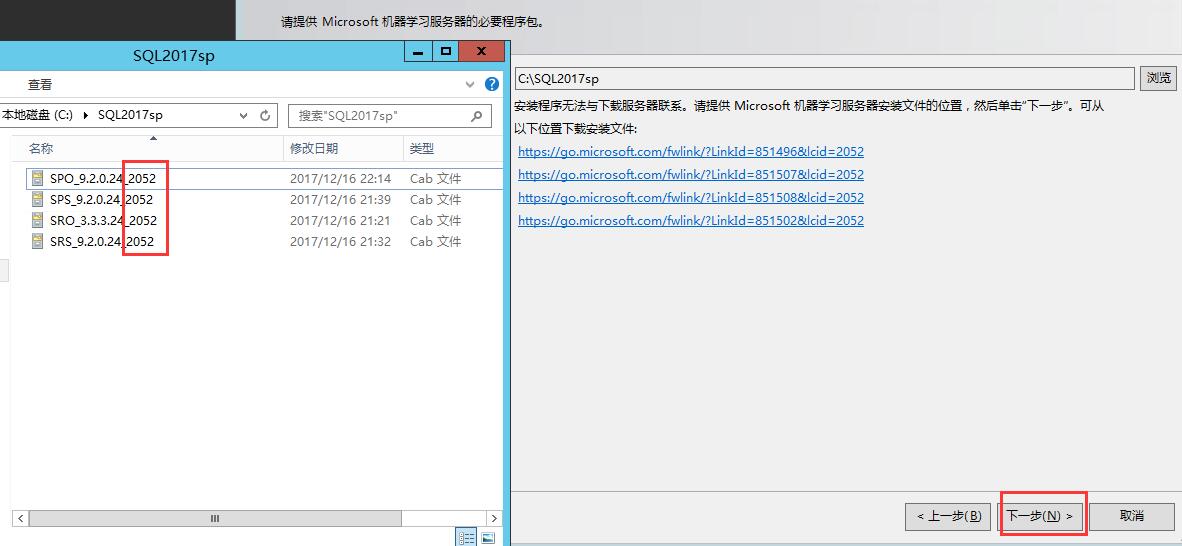 请提供 Microsoft 机器学习服务器的必要程序包。
SQL2017sp
查看
本地磁盘 (C:)
SQL2017sp
搜索"SQL2017sp"
名称
修改日期
类型
SPO_9.2.0.24_2052
2017/12/16 22:14
Cab 文件
SPS_9.2.0.24_2052
2017/12/16 21:39
Cab 文件
SRO_3.3.3.24_2052
2017/12/16 21:21
Cab 文件
SRS_9.2.0.24_2052
2017/12/16 21:32
Cab 文件
C:\SQL2017sp
浏览
安装程序无法与下载服务器联系。请提供 Microsoft 机器学习服务器安装文件的位置，然后单击"下一步"。可从
以下位置下载安装文件:
https://go.microsoft.com/fwlink/?LinkId=851496&lcid=2052
https://go.microsoft.com/fwlink/?LinkId=851507&lcid=2052
https://go.microsoft.com/fwlink/?LinkId=851508&lcid=2052
https://go.microsoft.com/fwlink/?LinkId=851502&lcid=2052
< 上一步(B)
下一步(N) >
取消